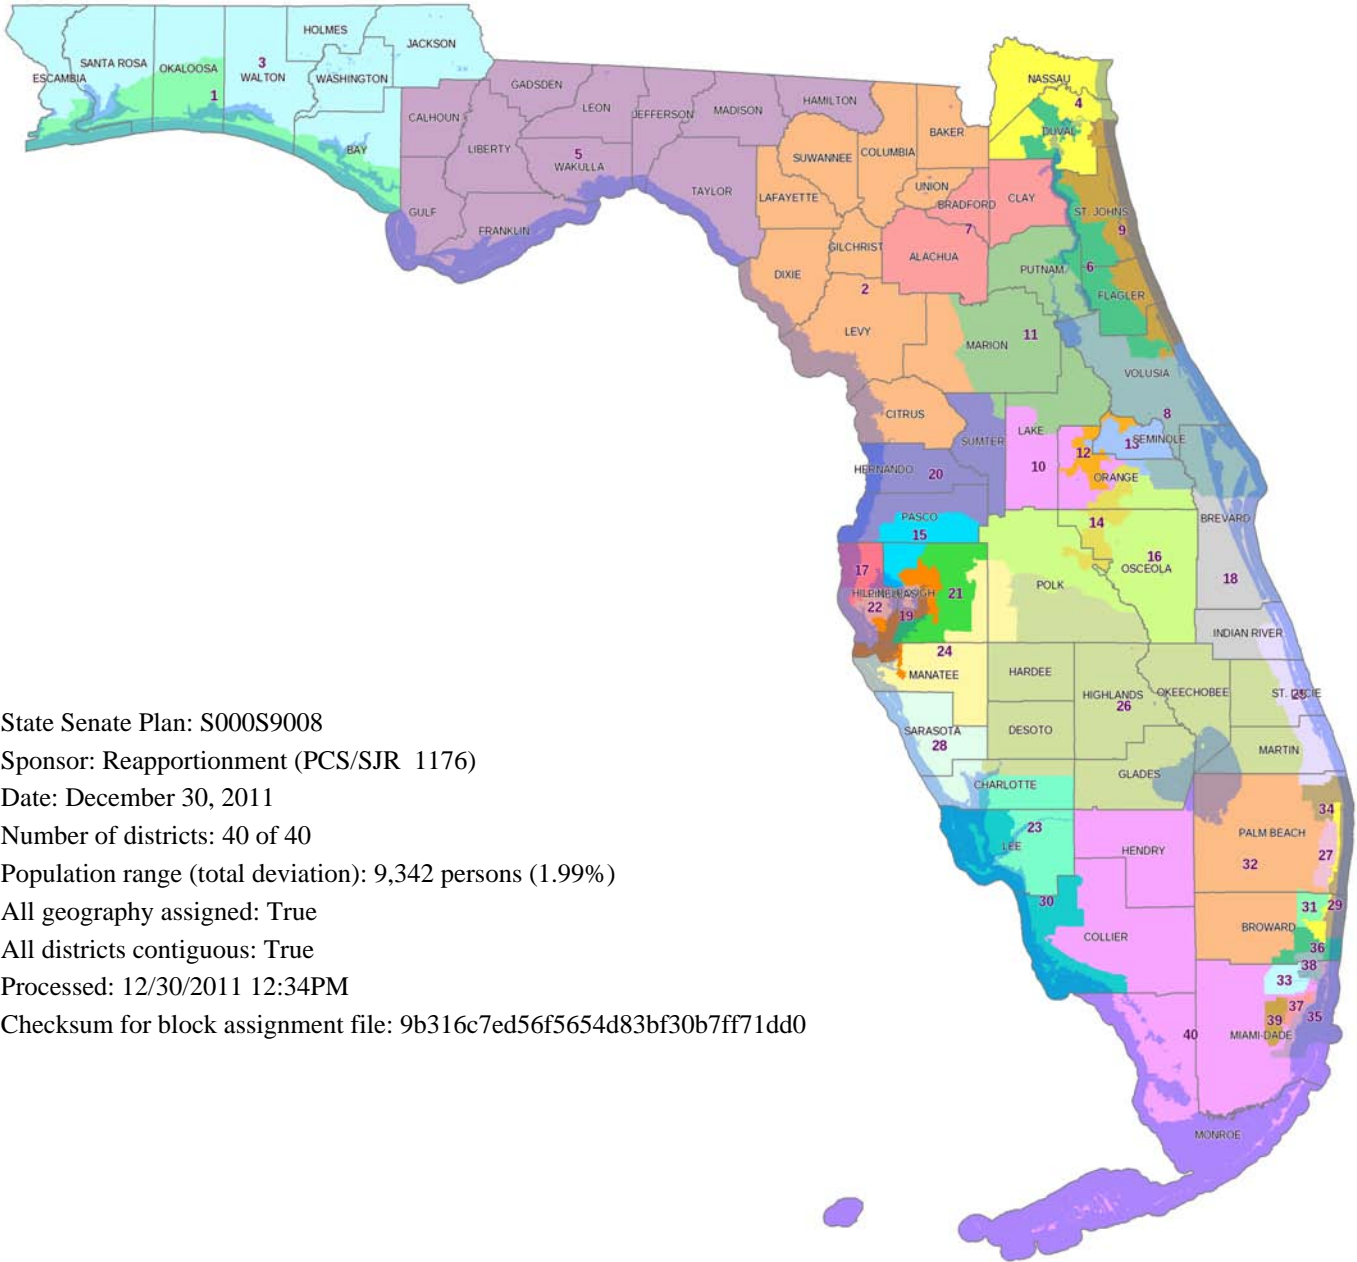 HOLMES
JACKSON
SANTA ROSA
OKALOOSA
3
WALTON
ESCAMBIA
WASHINGTON
1
BAY
GADSDEN
LEON
JEFFERSON
MADISON
HAMILTON
CALHOUN
LIBERTY
5
WAKULLA
TAYLOR
GULF
FRANKLIN
NASSAU
4
DUVAL
BAKER
SUWANNEE
COLUMBIA
UNION
LAFAYETTE
BRADFORD
CLAY
ST. JOHNS
7
9
GILCHRIST
ALACHUA
DIXIE
PUTNAM
6
2
FLAGLER
LEVY
MARION
11
VOLUSIA
8
CITRUS
SUMTER
LAKE
13
SEMINOLE
12
HERNANDO
20
10
ORANGE
PASCO
15
14
BREVARD
16
OSCEOLA
17
18
POLK
21
22
19
INDIAN RIVER
24
MANATEE
HARDEE
HIGHLANDS
OKEECHOBEE
26
SARASOTA
28
DESOTO
MARTIN
GLADES
CHARLOTTE
34
23
LEE
HENDRY
PALM BEACH
32
27
30
31
29
BROWARD
COLLIER
36
38
33
37
39
35
40
MIAMI-DADE
MONROE
State Senate Plan: S000S9008
Sponsor: Reapportionment (PCS/SJR 1176)
Date: December 30, 2011
Number of districts: 40 of 40
Population range (total deviation): 9,342 persons (1.99%)
All geography assigned: True
All districts contiguous: True
Processed: 12/30/2011 12:34PM
Checksum for block assignment file: 9b316c7ed56f5654d83bf30b7ff71dd0